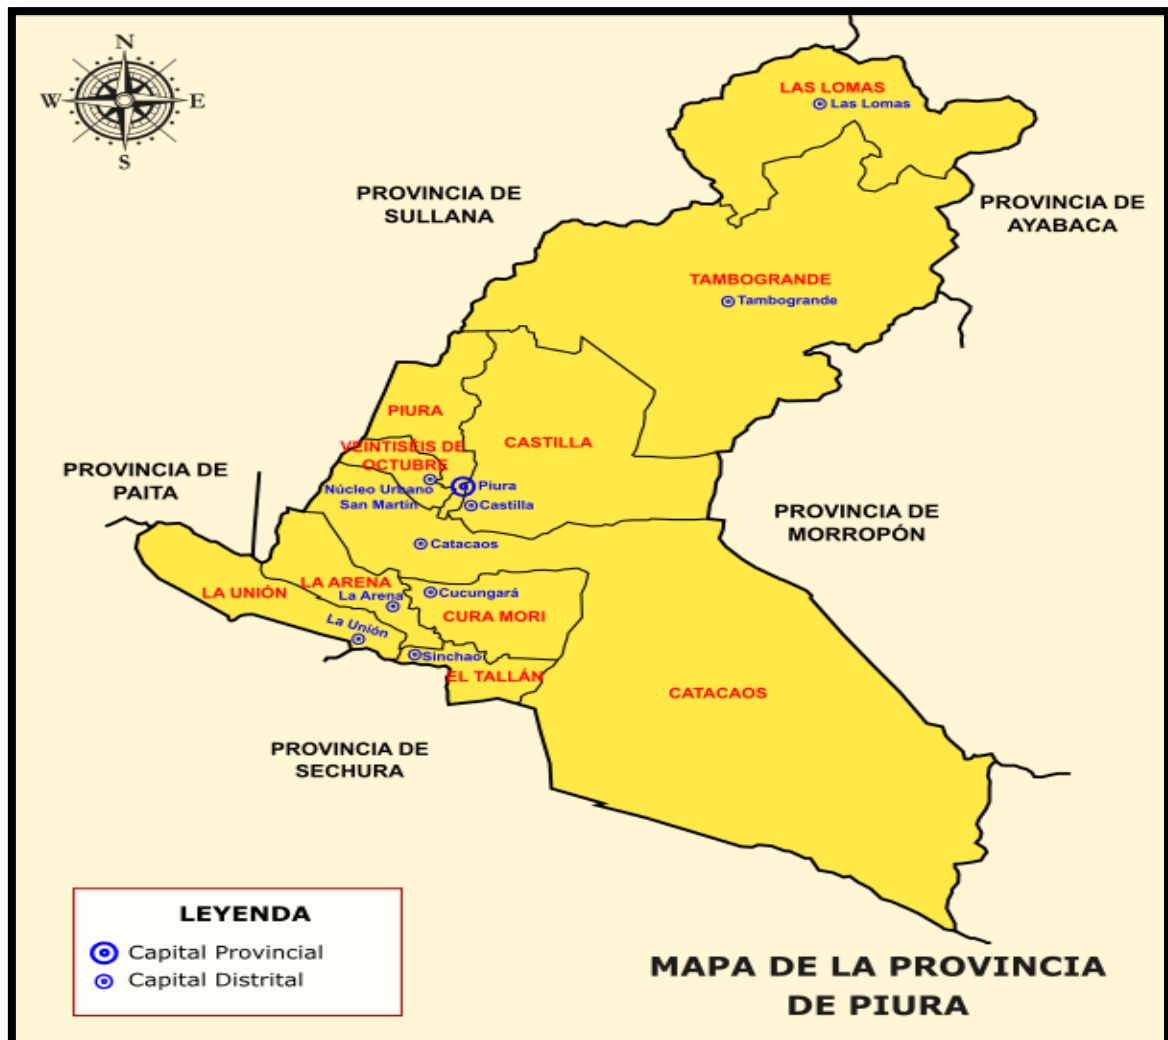 N
W
E
S
LAS LOMAS
Las Lomas
PROVINCIA DE
SULLANA
PROVINCIA DE
AYABACA
TAMBOGRANDE
Tambogrande
PIURA
CASTILLA
VEINTISÉIS DE
OCTUBRE
PROVINCIA DE
PAITA
Núcleo Urbano
San Martín
Piura
Castilla
PROVINCIA DE
MORROPÓN
Catacaos
LA UNIÓN
LA ARENA
La Arena
Cucungará
CURA MORI
La Unión
Sinchao
EL TALLÁN
CATACAOS
PROVINCIA DE
SECHURA
LEYENDA
Capital Provincial
Capital Distrital
MAPA DE LA PROVINCIA
DE PIURA